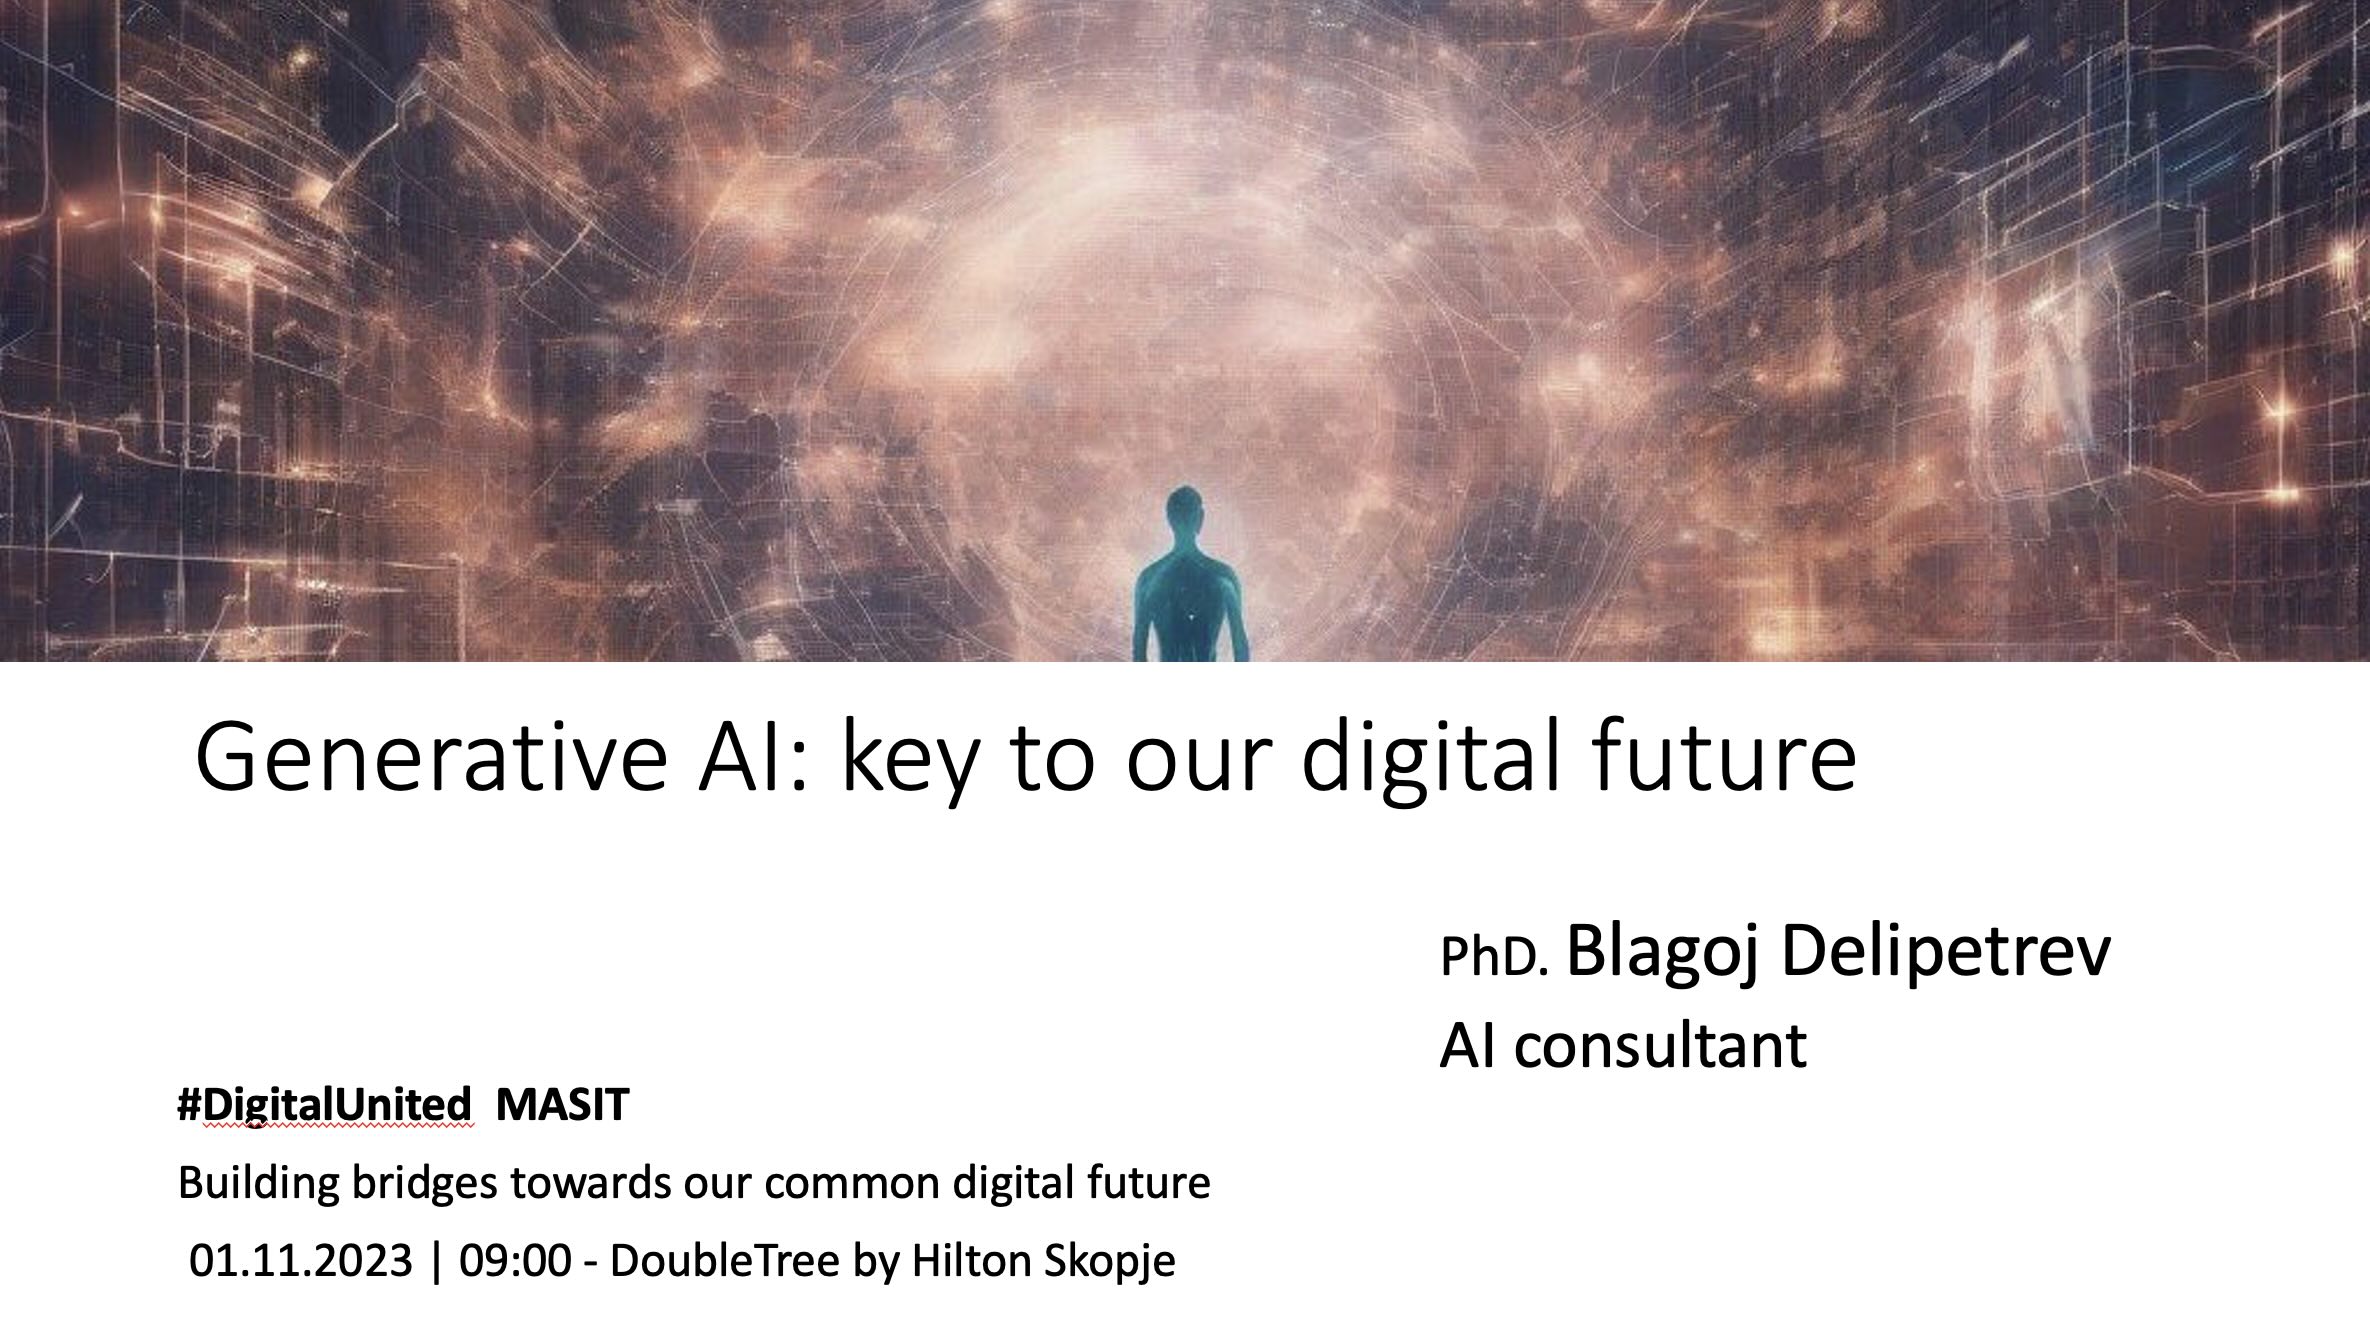 Generative AI: key to our digital future
PhD. Blagoj Delipetrev
AI consultant
#DigitalUnited  MASIT
Building bridges towards our common digital future
01.11.2023 | 09:00 - DoubleTree by Hilton Skopje